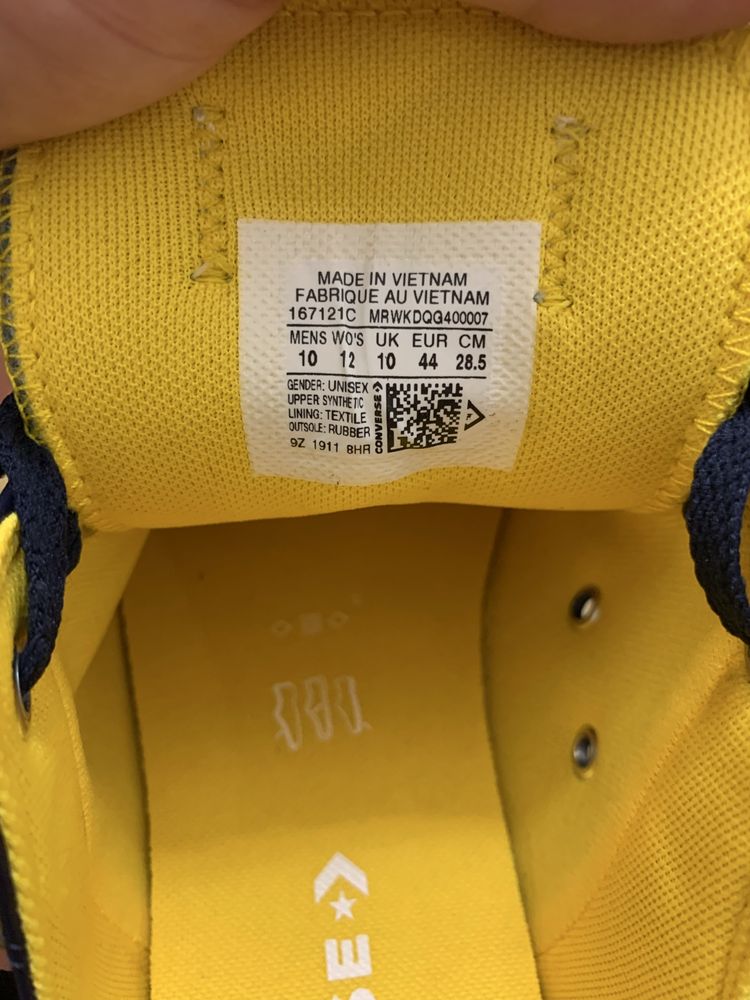 MADE IN VIETNAM
FABRIQUE AU VIETNAM
167121C MRWKDQG400007
MENS WO'S UK EUR CM
10 12 10 44 28.5
GENDER: UNISEX
UPPER SYNTHETIC
LINING: TEXTILE
OUTSOLE: RUBBER
9Z 1911 8HR
CONVERSE
SE